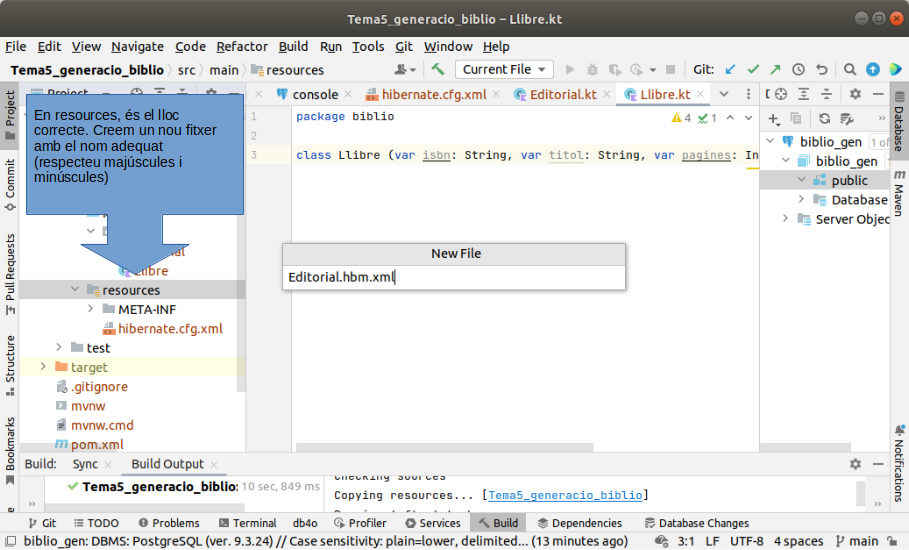 Tema5_generacio_biblio – Llibre.kt
File Edit View Navigate Code Refactor Build Run Tools Git Window Help
Tema5_generacio_biblio src main resources
Current File
Git:
Project
console
hibernate.cfg.xml
Editorial.kt
Llibre.kt
En resources, és el lloc
correcte. Creem un nou fitxer
amb el nom adequat
(respecteu majúscules i
minúscules)
1 package biblio
4 1
2
3 class Llibre (var isbn: String, var titol: String, var pagines: In
Llibre
resources
META-INF
hibernate.cfg.xml
test
target
.gitignore
mvnw
mvnw.cmd
pom.xml
New File
Editorial.hbm.xml
biblio_gen 1 of
biblio_gen
public
Database
Server Objec
Project
Commit
Pull Requests
Structure
Bookmarks
Database
Maven
Notifications
Build: Sync Build Output
Tema5_generacio_biblio: 10 sec, 849 ms
Checking sources
Copying resources... [Tema5_generacio_biblio]
Git TODO Problems Terminal db4o Profiler Services Build Dependencies Database Changes
biblio_gen: DBMS: PostgreSQL (ver. 9.3.24) // Case sensitivity: plain=lower, delimited... (13 minutes ago) 3:1 LF UTF-8 4 spaces main